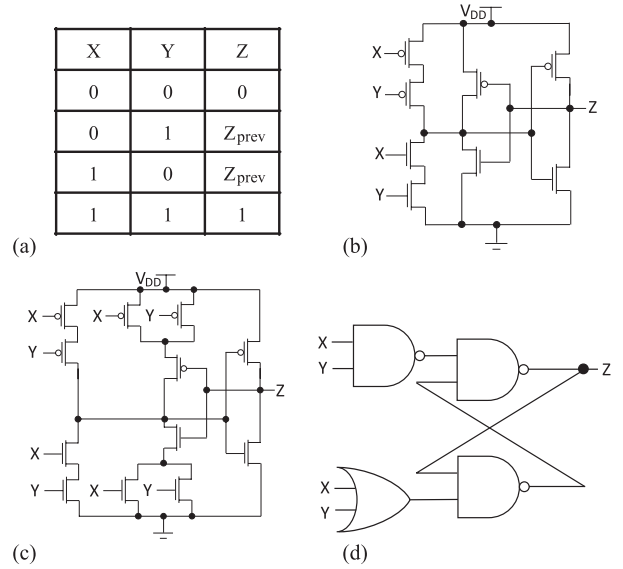 X Y Z
0 0 0
0 1 Zprev
1 0 Zprev
1 1 1
(a)
VDD
X
Y
Z
X
Y
(b)
VDD
X X Y
Y
Z
X
Y X Y
(c)
X
Y
Z
X
Y
(d)